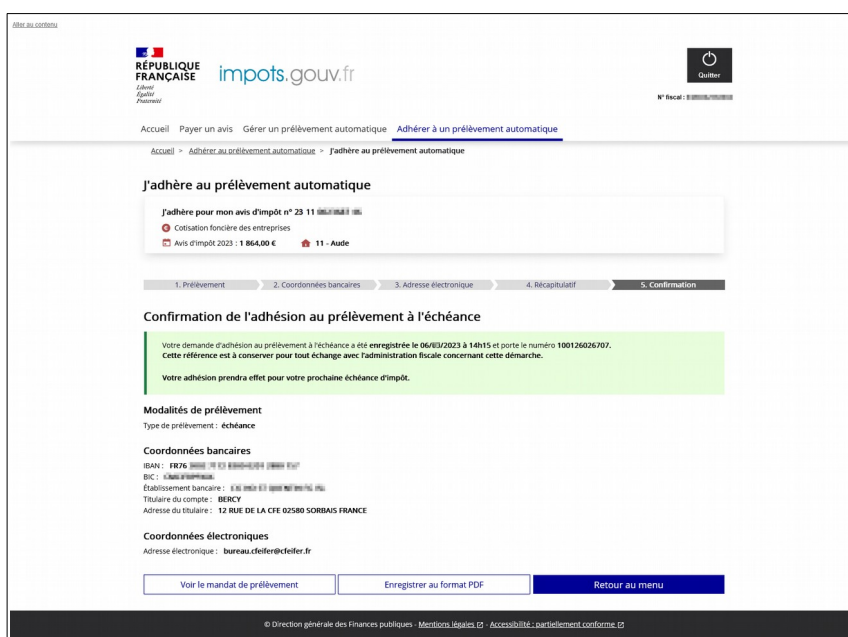 Aller au contenu
RÉPUBLIQUE
FRANÇAISE
Liberté
Égalité
Fraternité
impots.gouv.fr
Quitter
N° fiscal :
Accueil Payer un avis Gérer un prélèvement automatique Adhérer à un prélèvement automatique
Accueil > Adhérer au prélèvement automatique > J'adhère au prélèvement automatique
J'adhère au prélèvement automatique
J'adhère pour mon avis d'impôt n° 23 11
Cotisation foncière des entreprises
Avis d'impôt 2023 : 1 864,00 € 11 - Aude
1. Prélèvement 2. Coordonnées bancaires 3. Adresse électronique 4. Récapitulatif 5. Confirmation
Confirmation de l'adhésion au prélèvement à l'échéance
Votre demande d'adhésion au prélèvement à l'échéance a été enregistrée le 06/ /2023 à 14h15 et porte le numéro 100126026707.
Cette référence est à conserver pour tout échange avec l'administration fiscale concernant cette démarche.
Votre adhésion prendra effet pour votre prochaine échéance d'impôt.
Modalités de prélèvement
Type de prélèvement : échéance
Coordonnées bancaires
IBAN : FR76
BIC :
Établissement bancaire :
Titulaire du compte : BERCY
Adresse du titulaire : 12 RUE DE LA CFE 02580 SORBAIS FRANCE
Coordonnées électroniques
Adresse électronique : bureau.cfeifer@cfeifer.fr
Voir le mandat de prélèvement Enregistrer au format PDF Retour au menu
© Direction générale des Finances publiques - Mentions légales - Accessibilité : partiellement conforme